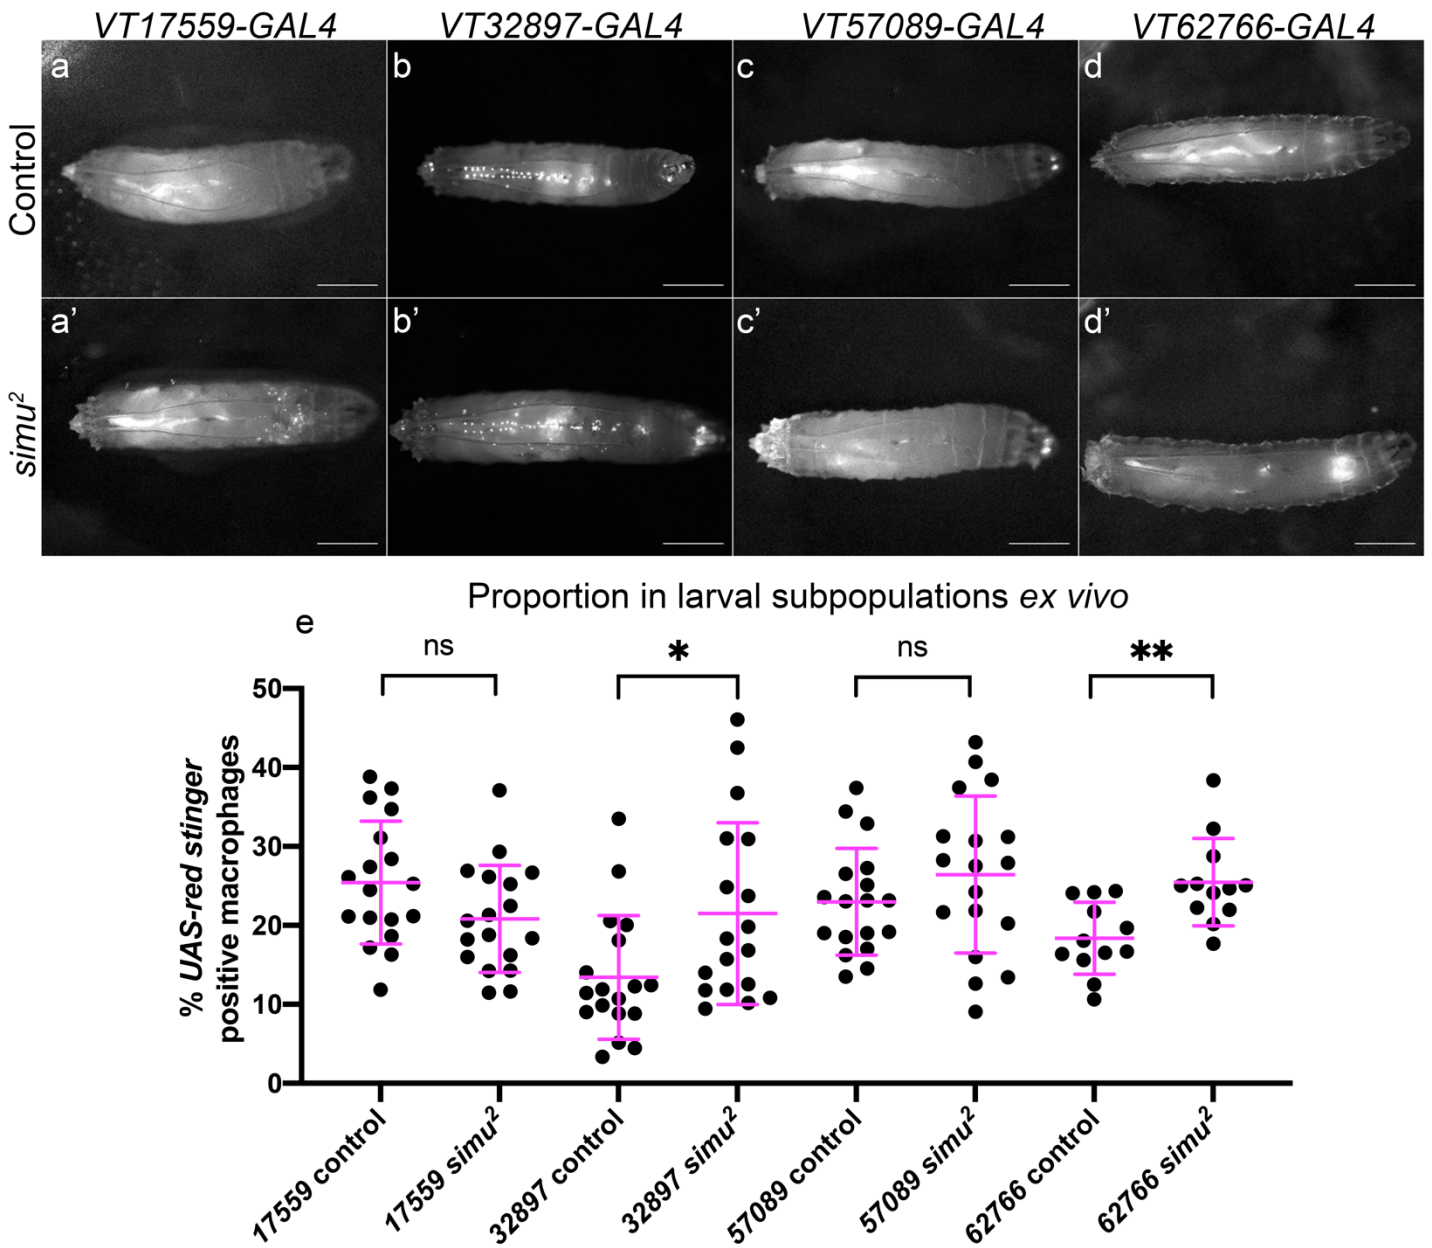 VT17559-GAL4 VT32897-GAL4 VT57089-GAL4 VT62766-GAL4
Control
a b c d
simu²
a’ b’ c’ d’
Proportion in larval subpopulations ex vivo
e
ns * ns **
% UAS-red stinger
positive macrophages
50
40
30
20
10
0
17559 control
17559 simu²
32897 control
32897 simu²
57089 control
57089 simu²
62766 control
62766 simu²